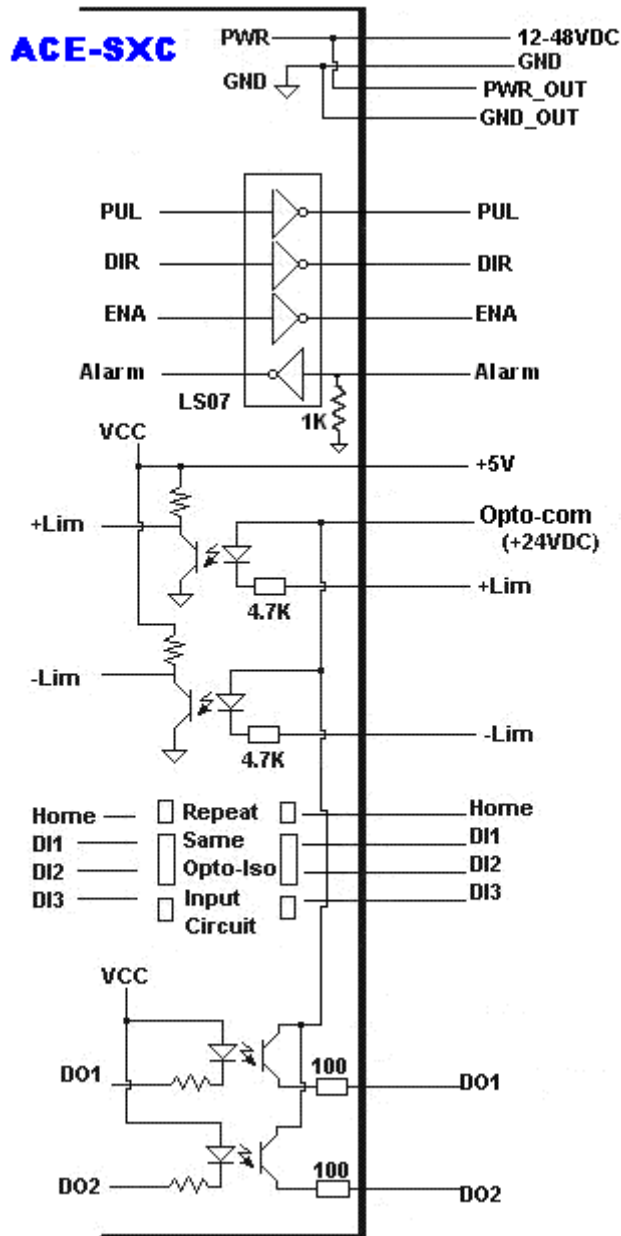 ACE-SXC
PWR 12-48VDC
GND GND
PWR_OUT
GND_OUT
PUL PUL
DIR DIR
ENA ENA
Alarm Alarm
LS07
1K
VCC
+5V
+Lim Opto-com
(+24VDC)
+Lim
4.7K
-Lim
-Lim
4.7K
Home Repeat Home
DI1 Same DI1
DI2 Opto-Iso DI2
DI3 Input DI3
Circuit
VCC
100
DO1 DO1
100
DO2 DO2